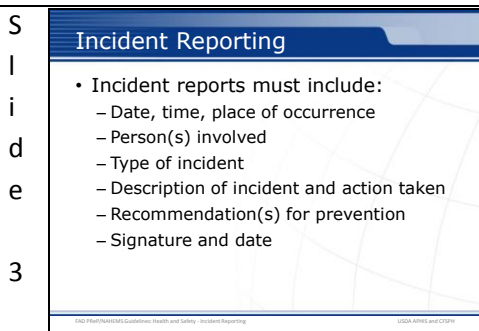 Slide 3
Incident Reporting
• Incident reports must include:
– Date, time, place of occurrence
– Person(s) involved
– Type of incident
– Description of incident and action taken
– Recommendation(s) for prevention
– Signature and date
FAD PReP/NAHEMS Guidelines: Health and Safety - Incident Reporting
USDA APHIS and CFSPH